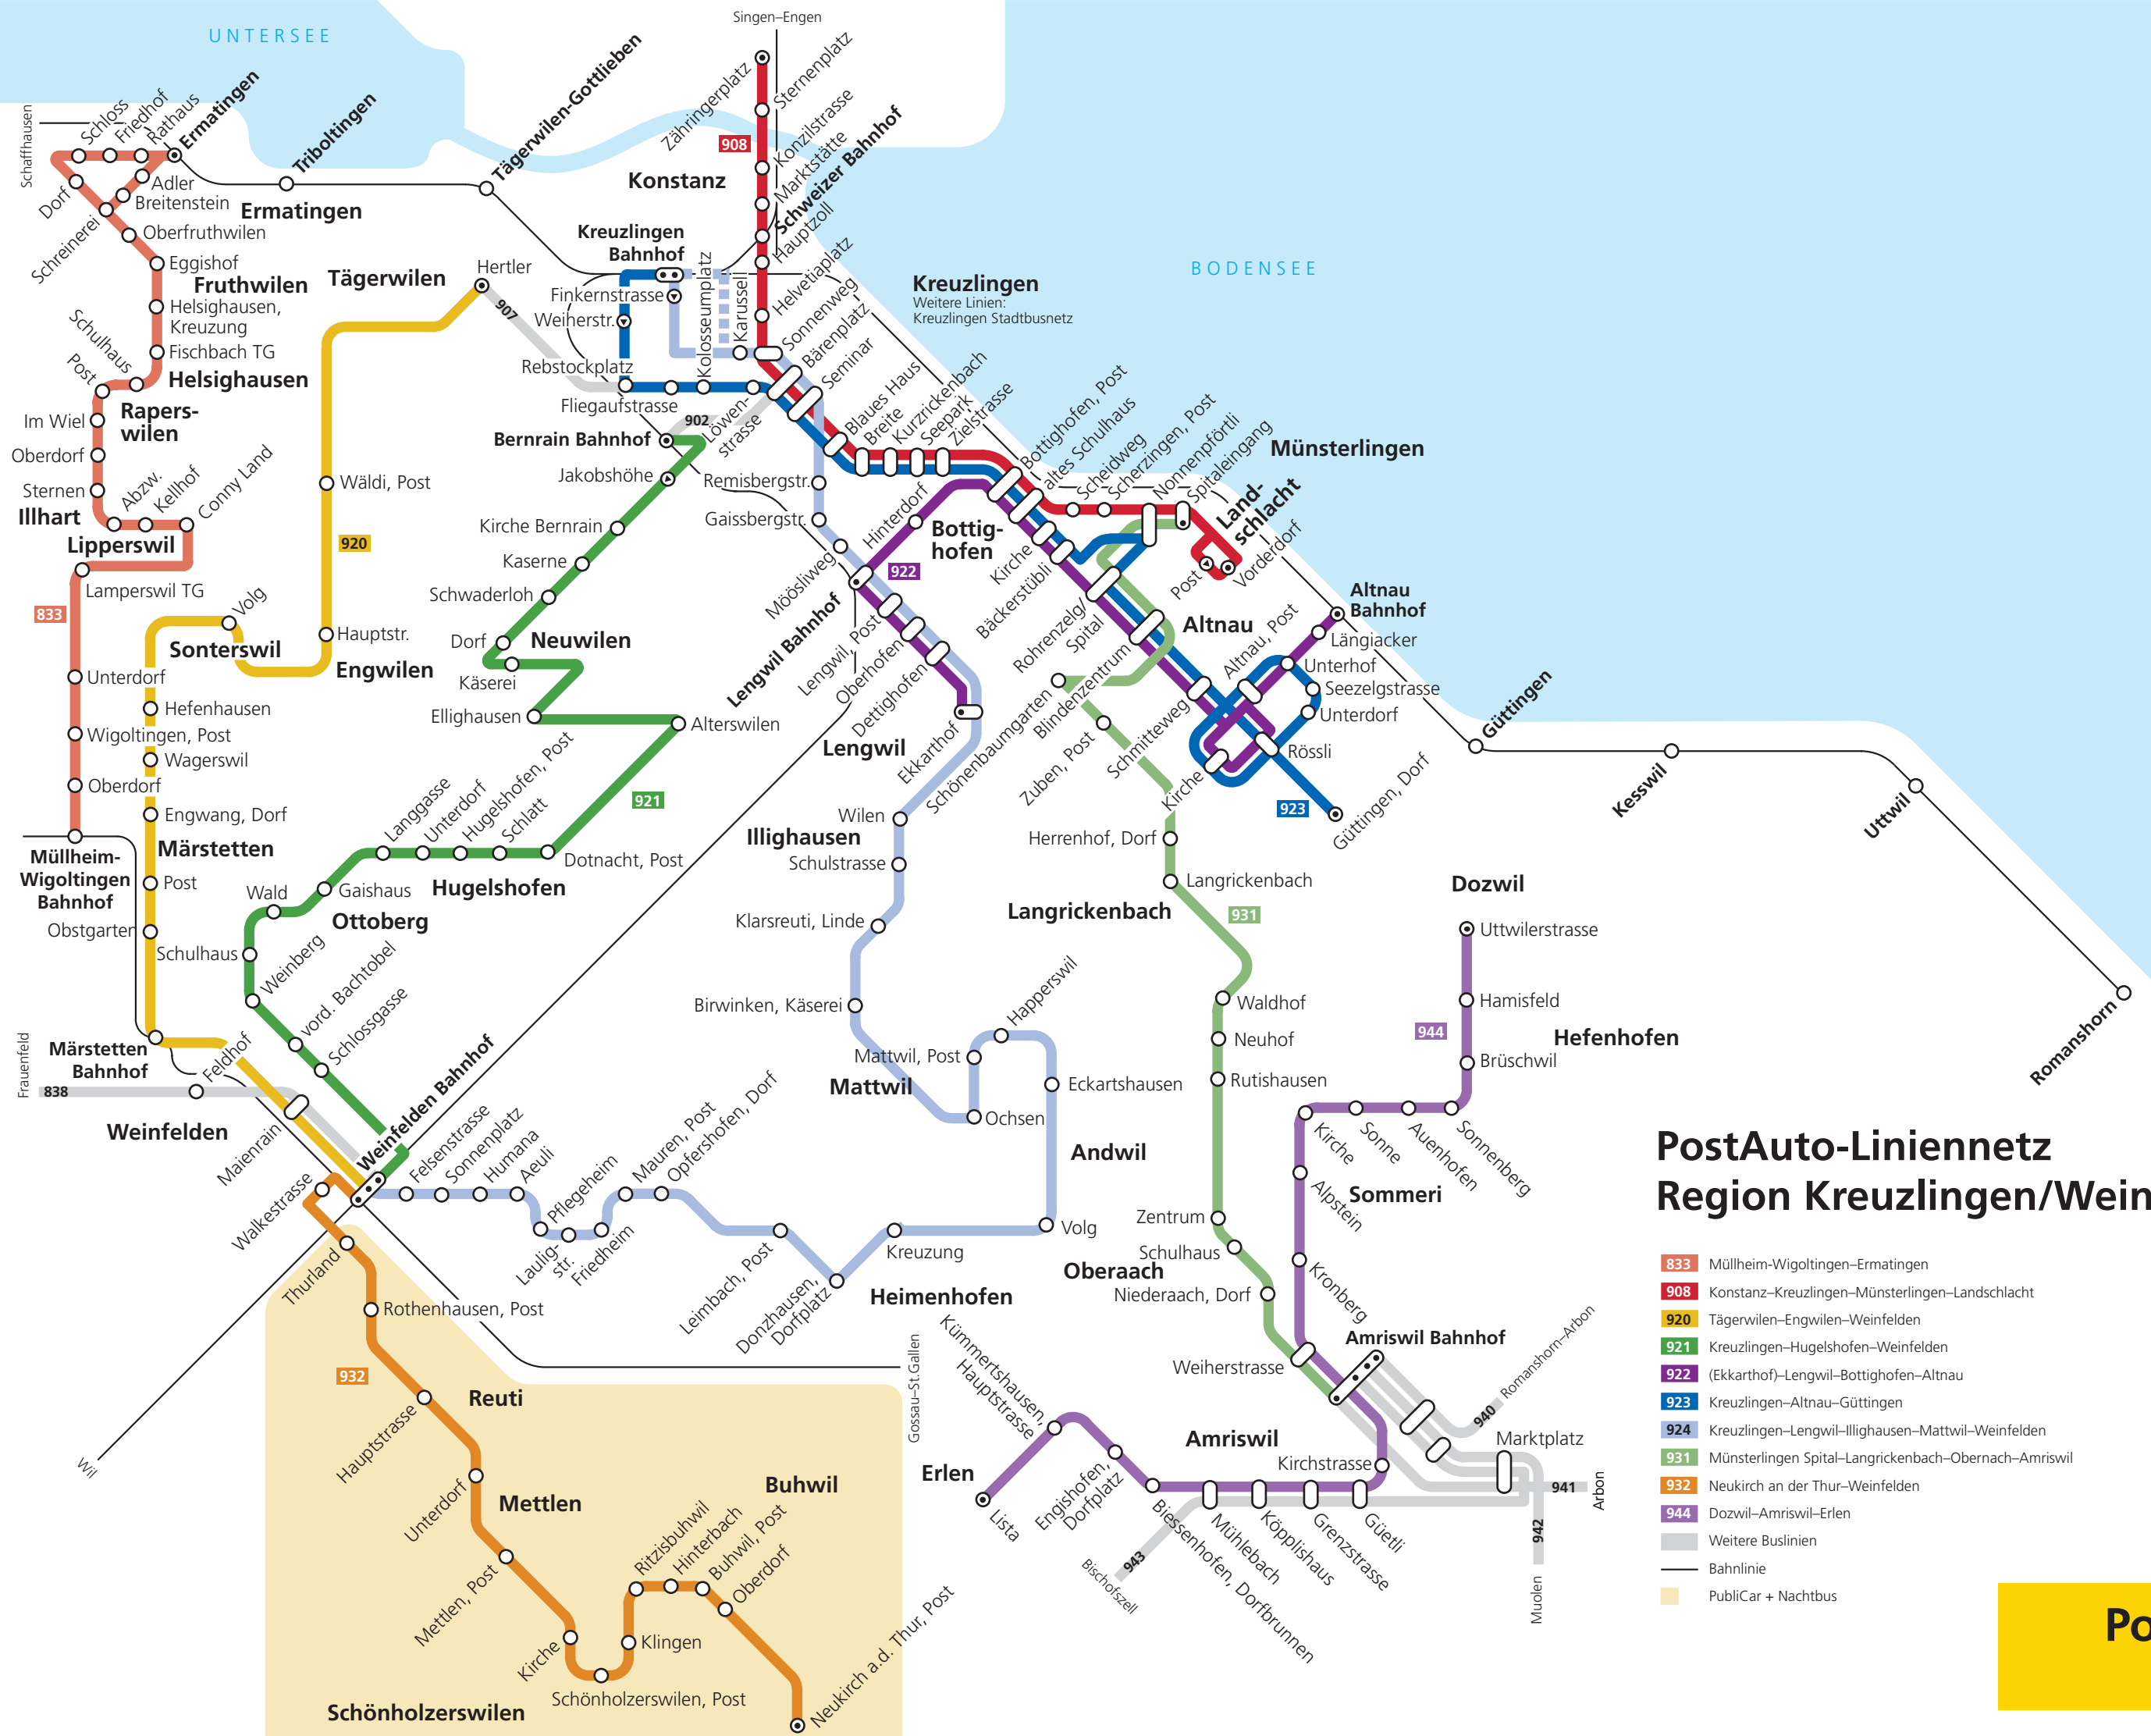 UNTERSEE
BODENSEE
Singen–Engen
Schaffhausen
Schloss
Friedhof
Rathaus
Ermatingen
Triboltingen
Tägerwilen-Gottlieben
Dorf
Adler
Breitenstein
Schreinerei
Ermatingen
Oberfruthwilen
Eggishof
Fruthwilen
Helsighausen,
Kreuzung
Fischbach TG
Schulhaus
Post
Helsighausen
Rapers-
wilen
Im Wiel
Oberdorf
Sternen
Illhart
Abzw.
Kellhof
Conny Land
Lipperswil
Lamperswil TG
833
Unterdorf
Wigoltingen, Post
Oberdorf
Müllheim-
Wigoltingen
Bahnhof
Tägerwilen
Hertler
907
Wäldi, Post
920
Hauptstr.
Engwilen
Volg
Sonterswil
Hefenhausen
Wagerswil
Engwang, Dorf
Märstetten
Post
Obstgarten
Märstetten
Bahnhof
Frauenfeld
838
Feldhof
Weinfelden
Maienrain
Weinfelden Bahnhof
Zähringerplatz
Sternenplatz
908
Konzilstrasse
Marktstätte
Schweizer Bahnhof
Hauptzoll
Konstanz
Helvetiaplatz
Kreuzlingen
Bahnhof
Finkernstrasse
Weiherstr.
Kolosseumplatz
Karussell
Sonnenweg
Bärenplatz
Seminar
Rebstockplatz
Fliegaufstrasse
Löwen-
strasse
902
Kreuzlingen
Weitere Linien:
Kreuzlingen Stadtbusnetz
Blaues Haus
Breite
Kurzrickenbach
Seepark
Zielstrasse
Bottighofen, Post
altes Schulhaus
Scheidweg
Scherzingen, Post
Nonnenpförtli
Spitaleingang
Münsterlingen
Land-
schlacht
Post
Vorderdorf
Bernrain Bahnhof
Jakobshöhe
Kirche Bernrain
Kaserne
Schwaderloh
Dorf
Neuwilen
Käserei
Ellighausen
Alterswilen
921
Dotnacht, Post
Schlatt
Hugelshofen, Post
Unterdorf
Langgasse
Hugelshofen
Gaishaus
Wald
Ottoberg
Schulhaus
Weinberg
vord. Bachtobel
Schlossgasse
Remisbergstr.
Gaissbergstr.
Möösliweg
Hinterdorf
Bottig-
hofen
922
Lengwil Bahnhof
Lengwil, Post
Oberhofen
Dettighofen
Lengwil
Ekkarthof
Kirche
Bäckerstübli
Rohrenzelg/
Spital
Blindenzentrum
Schönenbaumgarten
Zuben, Post
Schmitteweg
Kirche
Altnau
Altnau, Post
Altnau
Bahnhof
Längiacker
Unterhof
Seezelgstrasse
Unterdorf
Rössli
923
Güttingen, Dorf
Güttingen
Kesswil
Uttwil
Romanshorn
Wilen
Illighausen
Schulstrasse
Klarsreuti, Linde
Birwinken, Käserei
Mattwil, Post
Mattwil
Happerswil
Ochsen
Eckartshausen
Andwil
Volg
Kreuzung
Heimenhofen
Donzhausen,
Dorfplatz
Leimbach, Post
Opfershofen, Dorf
Mauren, Post
Friedheim
Pflegeheim
Laulig-
str.
Aeuli
Humana
Sonnenplatz
Felsenstrasse
Herrenhof, Dorf
Langrickenbach
Langrickenbach
931
Waldhof
Neuhof
Rutishausen
Zentrum
Schulhaus
Oberaach
Niederaach, Dorf
Weiherstrasse
Dozwil
Uttwilerstrasse
Hamisfeld
944
Hefenhofen
Brüschwil
Sonnenberg
Auenhofen
Sonne
Kirche
Alpstein
Sommeri
Kronberg
Amriswil Bahnhof
Romanshorn–Arbon
940
Marktplatz
941
Arbon
942
Muolen
Kirchstrasse
Amriswil
Güetli
Grenzstrasse
Köpplishaus
Mühlebach
Biessenhofen, Dorfbrunnen
943
Bischofszell
Engishofen,
Dorfplatz
Kümmertshausen,
Hauptstrasse
Erlen
Lista
Gossau–St.Gallen
Wil
Walkestrasse
Thurland
Rothenhausen, Post
932
Reuti
Hauptstrasse
Unterdorf
Mettlen
Mettlen, Post
Kirche
Schönholzerswilen, Post
Schönholzerswilen
Klingen
Ritzisbuhwil
Hinterbach
Buhwil, Post
Oberdorf
Buhwil
Neukirch a.d. Thur, Post
PostAuto-Liniennetz
Region Kreuzlingen/Wein
833 Müllheim-Wigoltingen–Ermatingen
908 Konstanz–Kreuzlingen–Münsterlingen–Landschlacht
920 Tägerwilen–Engwilen–Weinfelden
921 Kreuzlingen–Hugelshofen–Weinfelden
922 (Ekkarthof)–Lengwil–Bottighofen–Altnau
923 Kreuzlingen–Altnau–Güttingen
924 Kreuzlingen–Lengwil–Illighausen–Mattwil–Weinfelden
931 Münsterlingen Spital–Langrickenbach–Obernach–Amriswil
932 Neukirch an der Thur–Weinfelden
944 Dozwil–Amriswil–Erlen
Weitere Buslinien
Bahnlinie
PubliCar + Nachtbus
Po